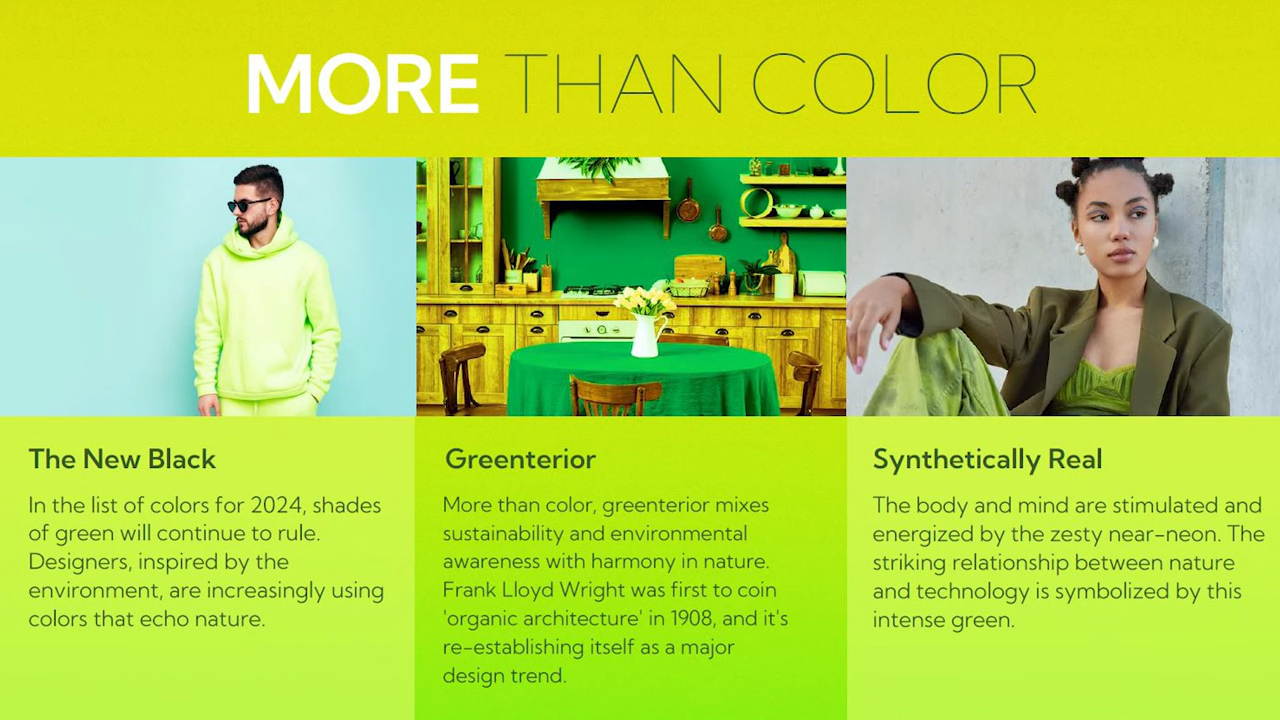 MORE THAN COLOR
The New Black
In the list of colors for 2024, shades
of green will continue to rule.
Designers, inspired by the
environment, are increasingly using
colors that echo nature.
Greenterior
More than color, greenterior mixes
sustainability and environmental
awareness with harmony in nature.
Frank Lloyd Wright was first to coin
'organic architecture' in 1908, and it's
re-establishing itself as a major
design trend.
Synthetically Real
The body and mind are stimulated and
energized by the zesty near-neon. The
striking relationship between nature
and technology is symbolized by this
intense green.